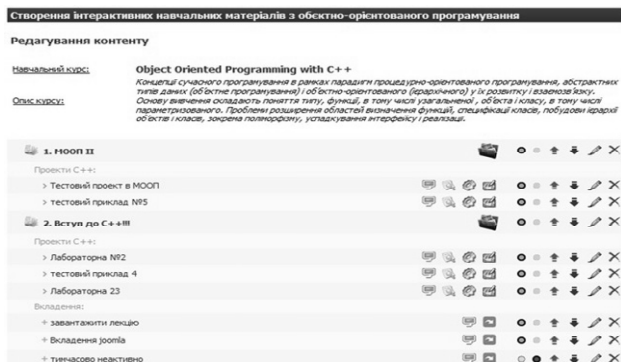 Створення інтерактивних навчальних матеріалів з обєктно-орієнтованого програмування
Редагування контенту
Навчальний курс: Object Oriented Programming with C++
Концепції сучасного програмування в рамках парадигм процедурно-орієнтованого програмування, абстрактних
типів даних (об'єктне програмування) і об'єктно-орієнтованого (ієрархічного) у їх розвитку і взаємозв'язку.
Опис курсу: Основу вивчення складають поняття типу, функції, в тому числі узагальненої , об'єкта і класу, в тому числі
параметризованого. Проблеми розширення областей визначення функцій, специфікації класів, побудови ієрархії
об'єктів і класів, зокрема поліморфізму, успадкування інтерфейсу і реалізації.
1. МООП II
Проекти C++:
> Тестовий проект в МООП
> тестовий приклад №5
2. Вступ до C++!!!
Проекти C++:
> Лабораторна №2
> тестовий приклад 4
> Лабораторна 23
Вкладення:
+ завантажити лекцію
+ Вкладення joomla
+ тимчасово неактивно